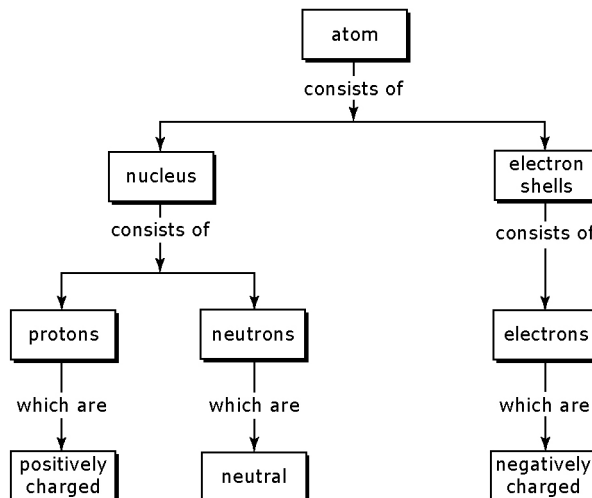 atom
consists of
nucleus
electron
shells
consists of
consists of
protons
neutrons
electrons
which are
which are
which are
positively
charged
neutral
negatively
charged